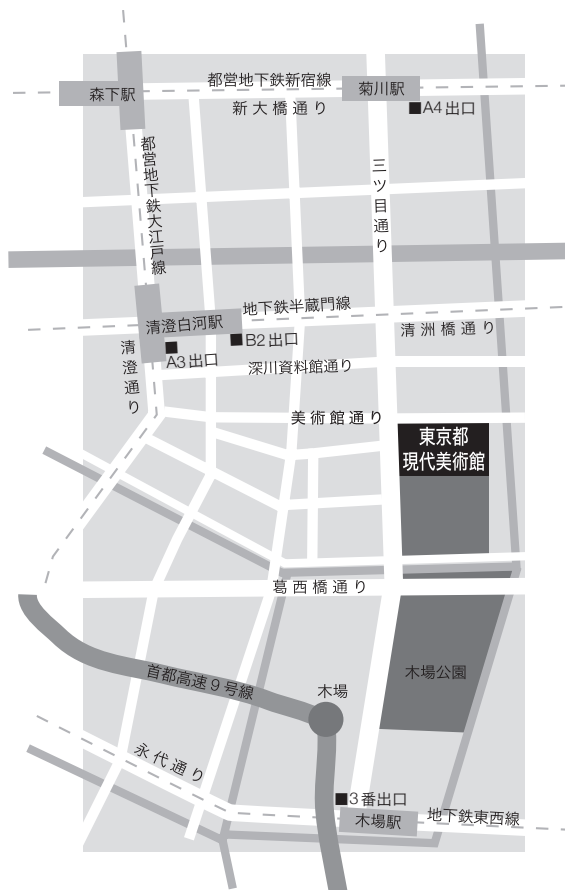 都営地下鉄新宿線
森下駅
菊川駅
新大橋通り
■A4出口
都営地下鉄大江戸線
三ツ目通り
地下鉄半蔵門線
清澄白河駅
■B2出口
清洲橋通り
清澄通り
■
A3出口
深川資料館通り
美術館通り
東京都
現代美術館
葛西橋通り
木場公園
首都高速9号線
木場
永代通り
■3番出口
木場駅
地下鉄東西線